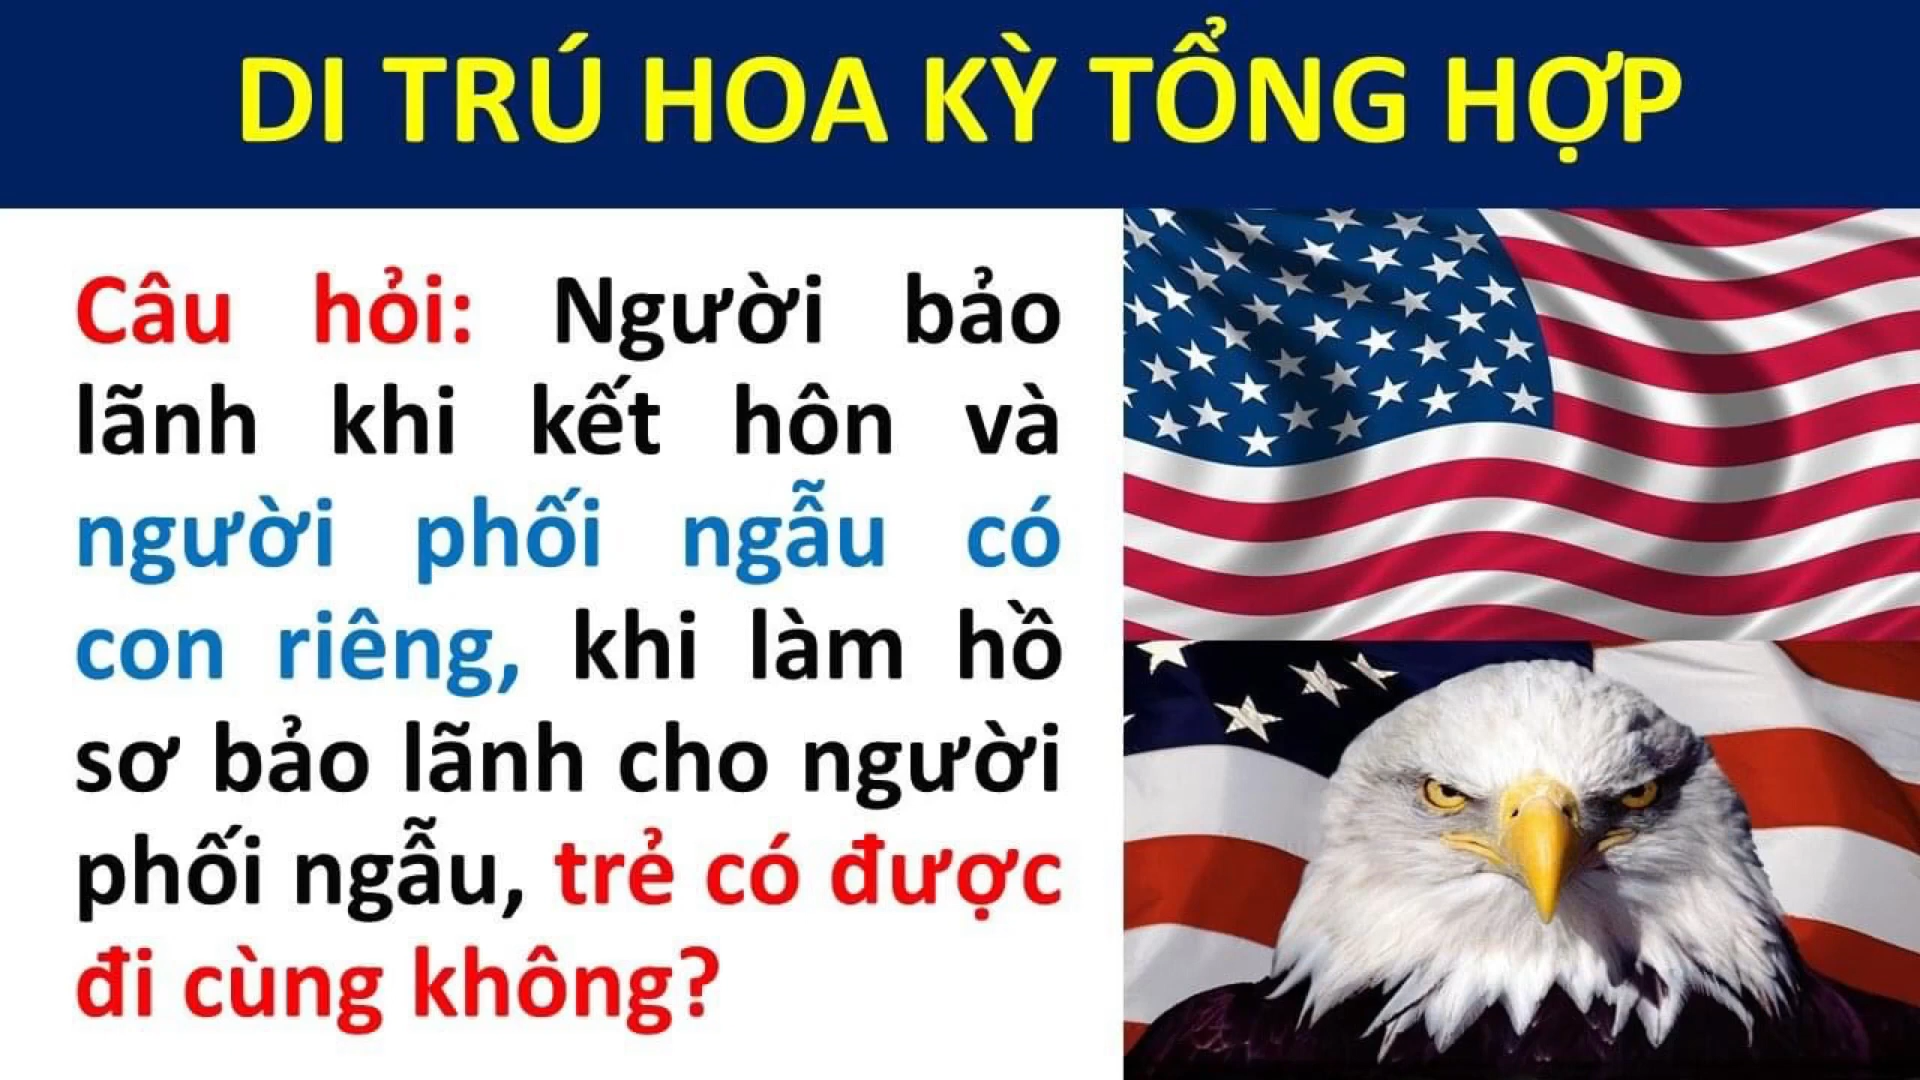 DI TRÚ HOA KỲ TỔNG HỢP
Câu hỏi: Người bảo
lãnh khi kết hôn và
người phối ngẫu có
con riêng, khi làm hồ
sơ bảo lãnh cho người
phối ngẫu, trẻ có được
đi cùng không?